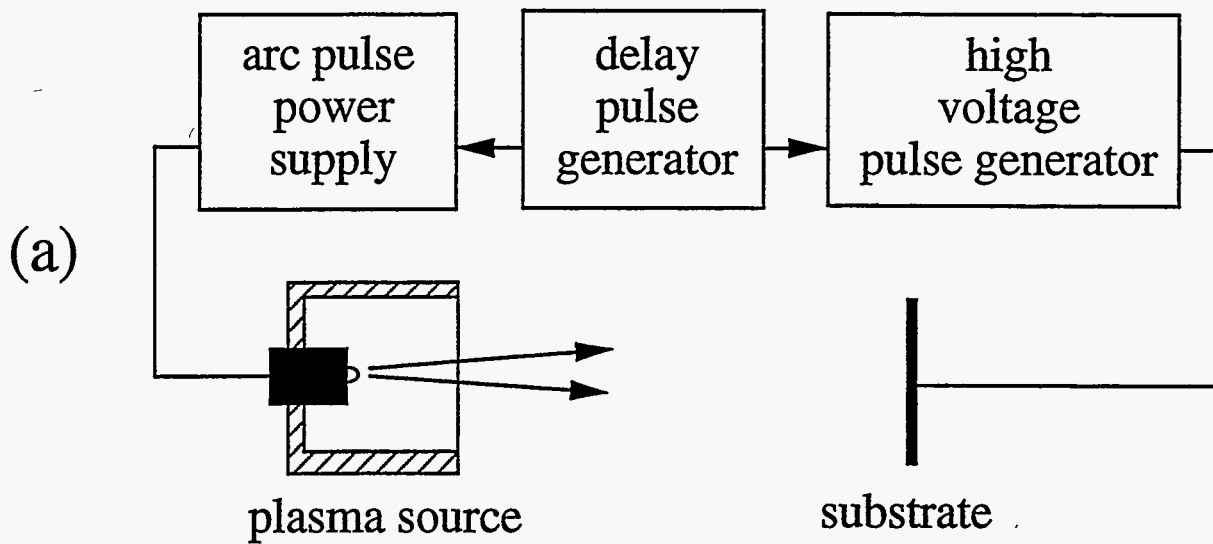 arc pulse
power
supply
delay
pulse
generator
high
voltage
pulse generator
(a)
plasma source
substrate